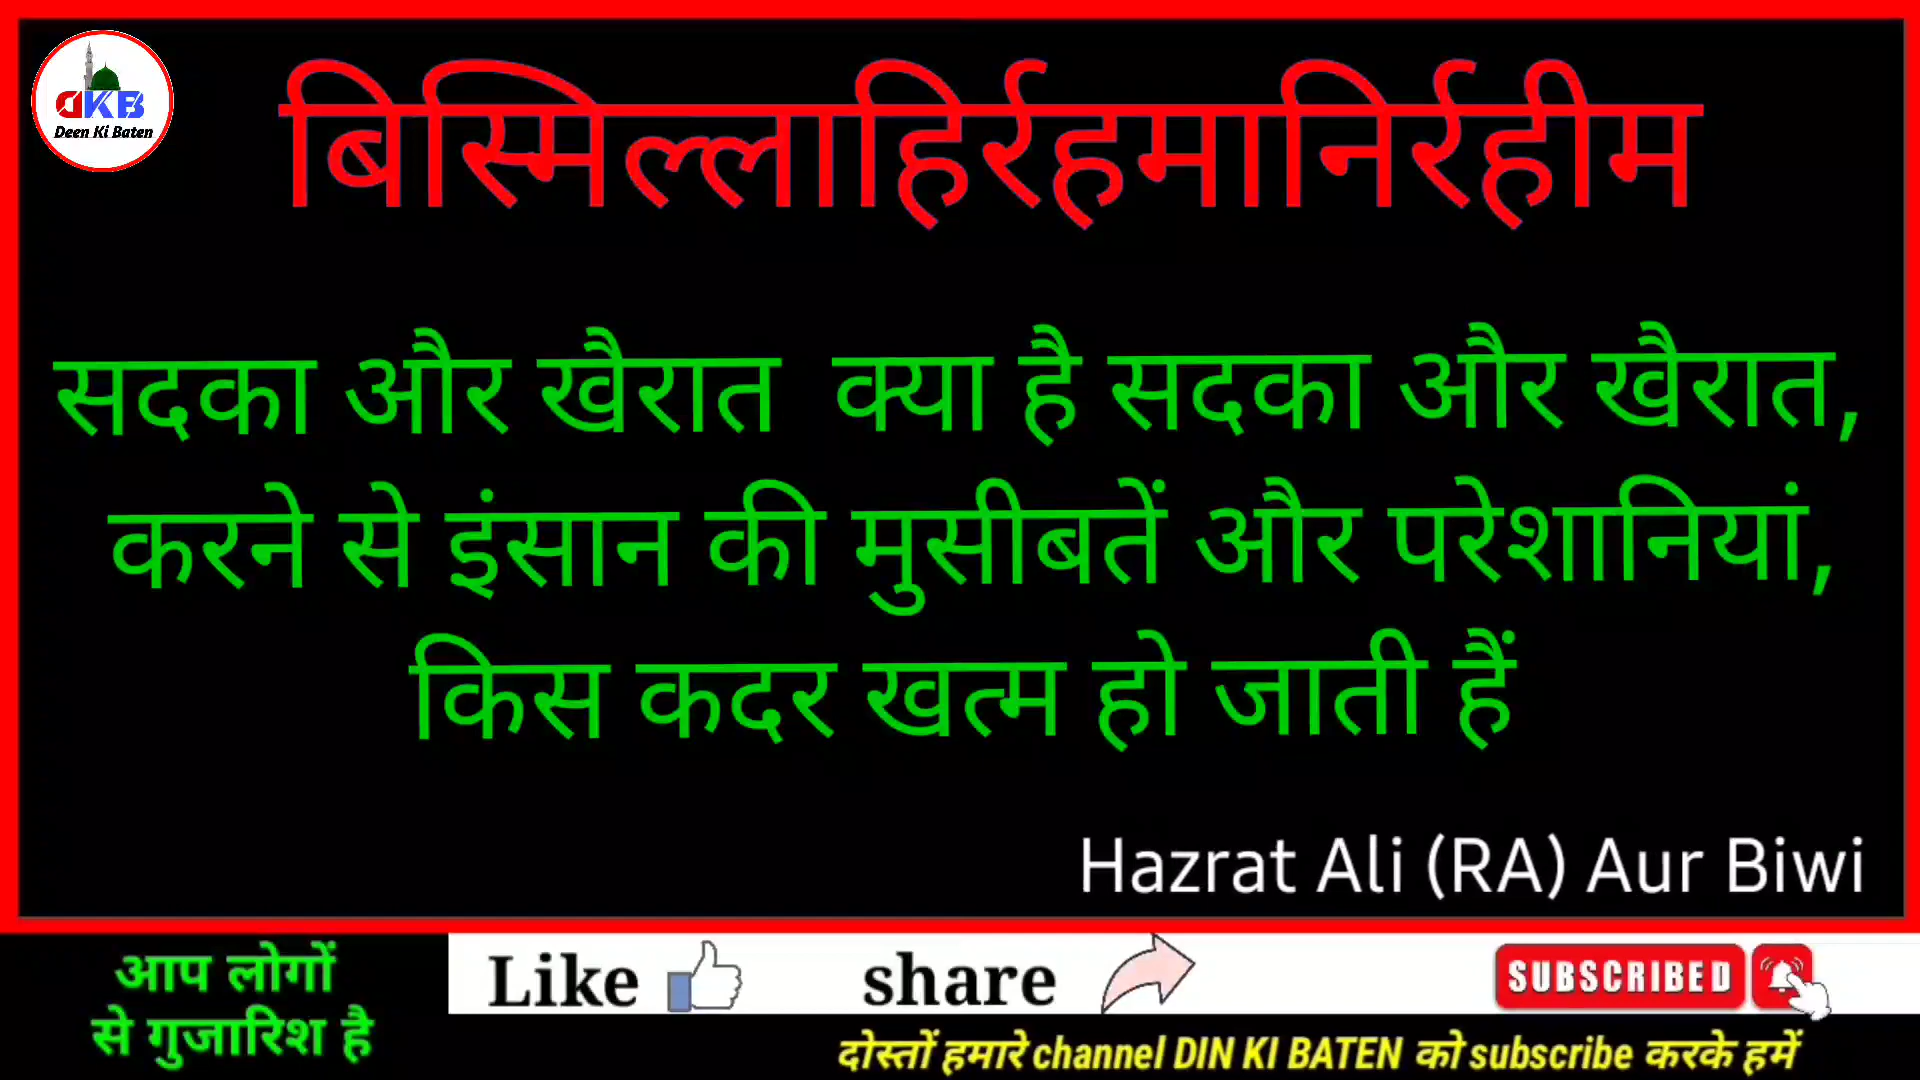 DKB
Deen Ki Baten
बिस्मिल्लाहिर्रहमानिर्रहीम
सदका और खैरात क्या है सदका और खैरात,
करने से इंसान की मुसीबतें और परेशानियां,
किस कदर खत्म हो जाती हैं
Hazrat Ali (RA) Aur Biwi
आप लोगों
से गुजारिश है
Like share SUBSCRIBED
दोस्तों हमारे channel DIN KI BATEN को subscribe करके हमें